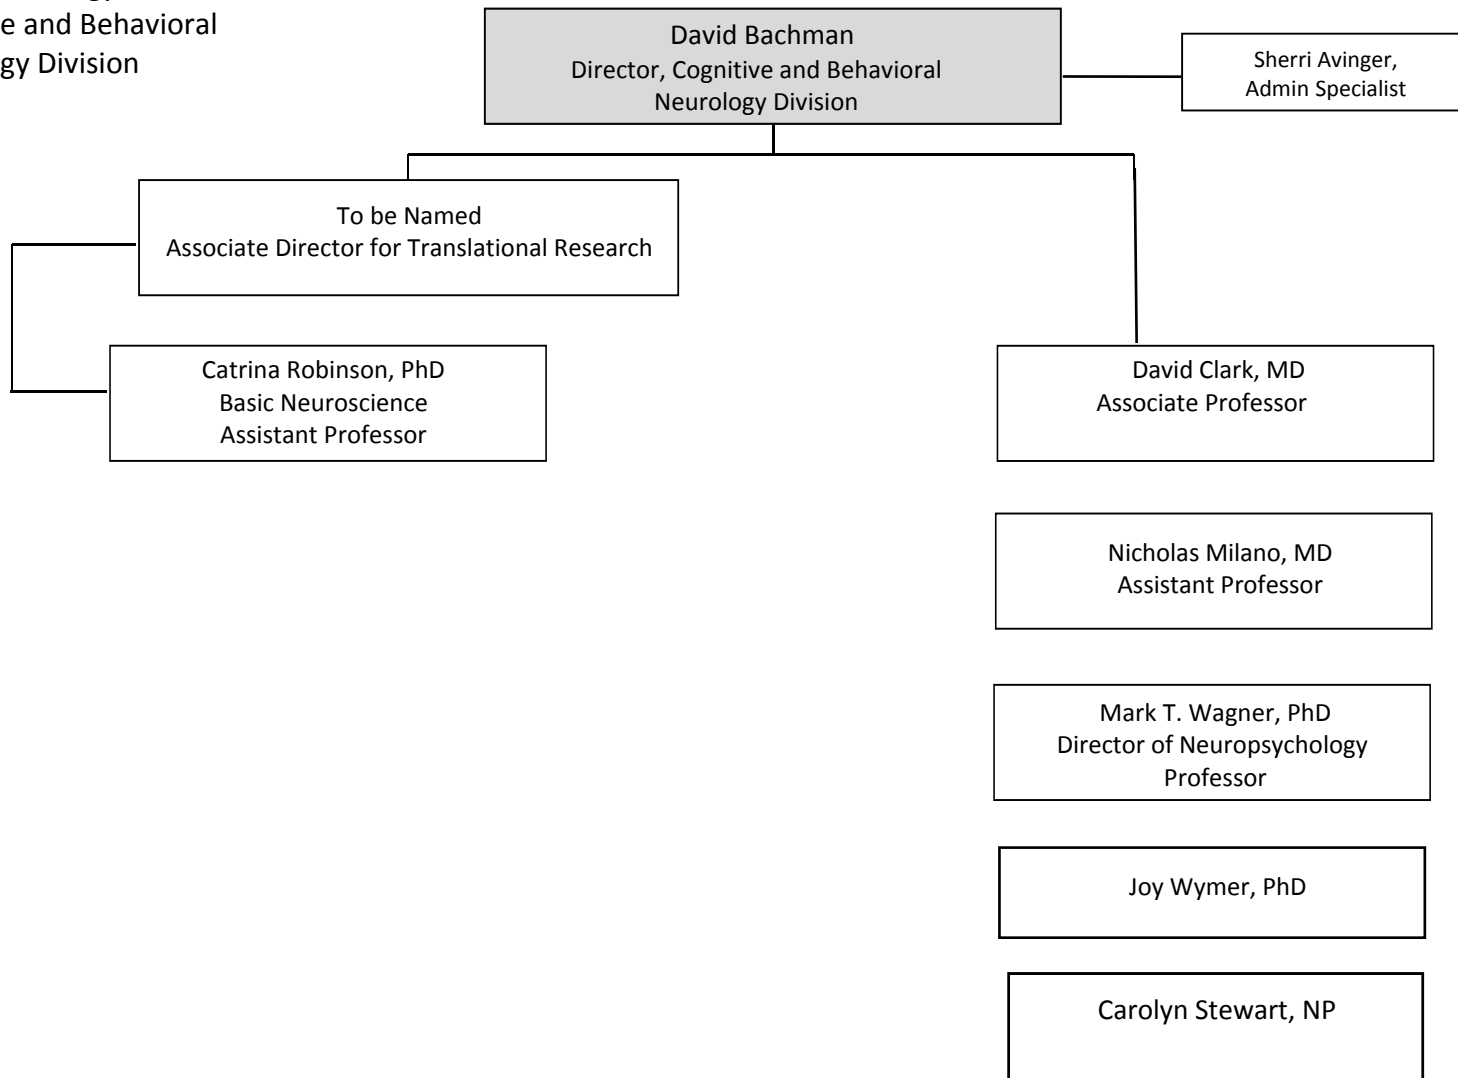 e and Behavioral
gy Division
David Bachman
Director, Cognitive and Behavioral
Neurology Division
Sherri Avinger,
Admin Specialist
To be Named
Associate Director for Translational Research
Catrina Robinson, PhD
Basic Neuroscience
Assistant Professor
David Clark, MD
Associate Professor
Nicholas Milano, MD
Assistant Professor
Mark T. Wagner, PhD
Director of Neuropsychology
Professor
Joy Wymer, PhD
Carolyn Stewart, NP